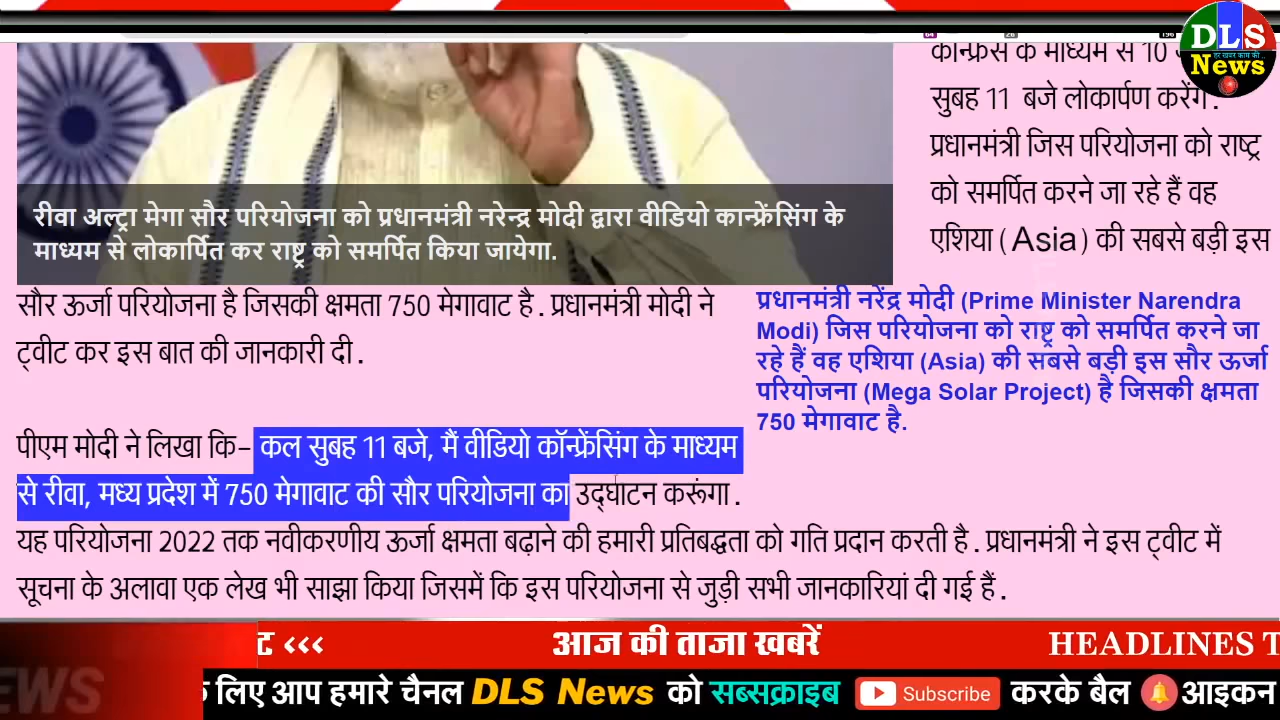 कॉन्फ्रेंस के माध्यम से 10
सुबह 11 बजे लोकार्पण करेंगे.
प्रधानमंत्री जिस परियोजना को राष्ट्र
को समर्पित करने जा रहे हैं वह
एशिया (Asia) की सबसे बड़ी इस
DLS
हर खबर काम की..
News
रीवा अल्ट्रा मेगा सौर परियोजना को प्रधानमंत्री नरेन्द्र मोदी द्वारा वीडियो कान्फ्रेंसिंग के
माध्यम से लोकार्पित कर राष्ट्र को समर्पित किया जायेगा.
सौर ऊर्जा परियोजना है जिसकी क्षमता 750 मेगावाट है. प्रधानमंत्री मोदी ने
ट्वीट कर इस बात की जानकारी दी.
प्रधानमंत्री नरेंद्र मोदी (Prime Minister Narendra
Modi) जिस परियोजना को राष्ट्र को समर्पित करने जा
रहे हैं वह एशिया (Asia) की सबसे बड़ी इस सौर ऊर्जा
परियोजना (Mega Solar Project) है जिसकी क्षमता
750 मेगावाट है.
पीएम मोदी ने लिखा कि- कल सुबह 11 बजे, मैं वीडियो कॉन्फ्रेंसिंग के माध्यम
से रीवा, मध्य प्रदेश में 750 मेगावाट की सौर परियोजना का उद्घाटन करूंगा.
यह परियोजना 2022 तक नवीकरणीय ऊर्जा क्षमता बढ़ाने की हमारी प्रतिबद्धता को गति प्रदान करती है. प्रधानमंत्री ने इस ट्वीट में
सूचना के अलावा एक लेख भी साझा किया जिसमें कि इस परियोजना से जुड़ी सभी जानकारियां दी गई हैं.
<<< आज की ताजा खबरें HEADLINES T
EWS
के लिए आप हमारे चैनल DLS News को सब्सक्राइब Subscribe करके बैल आइकन